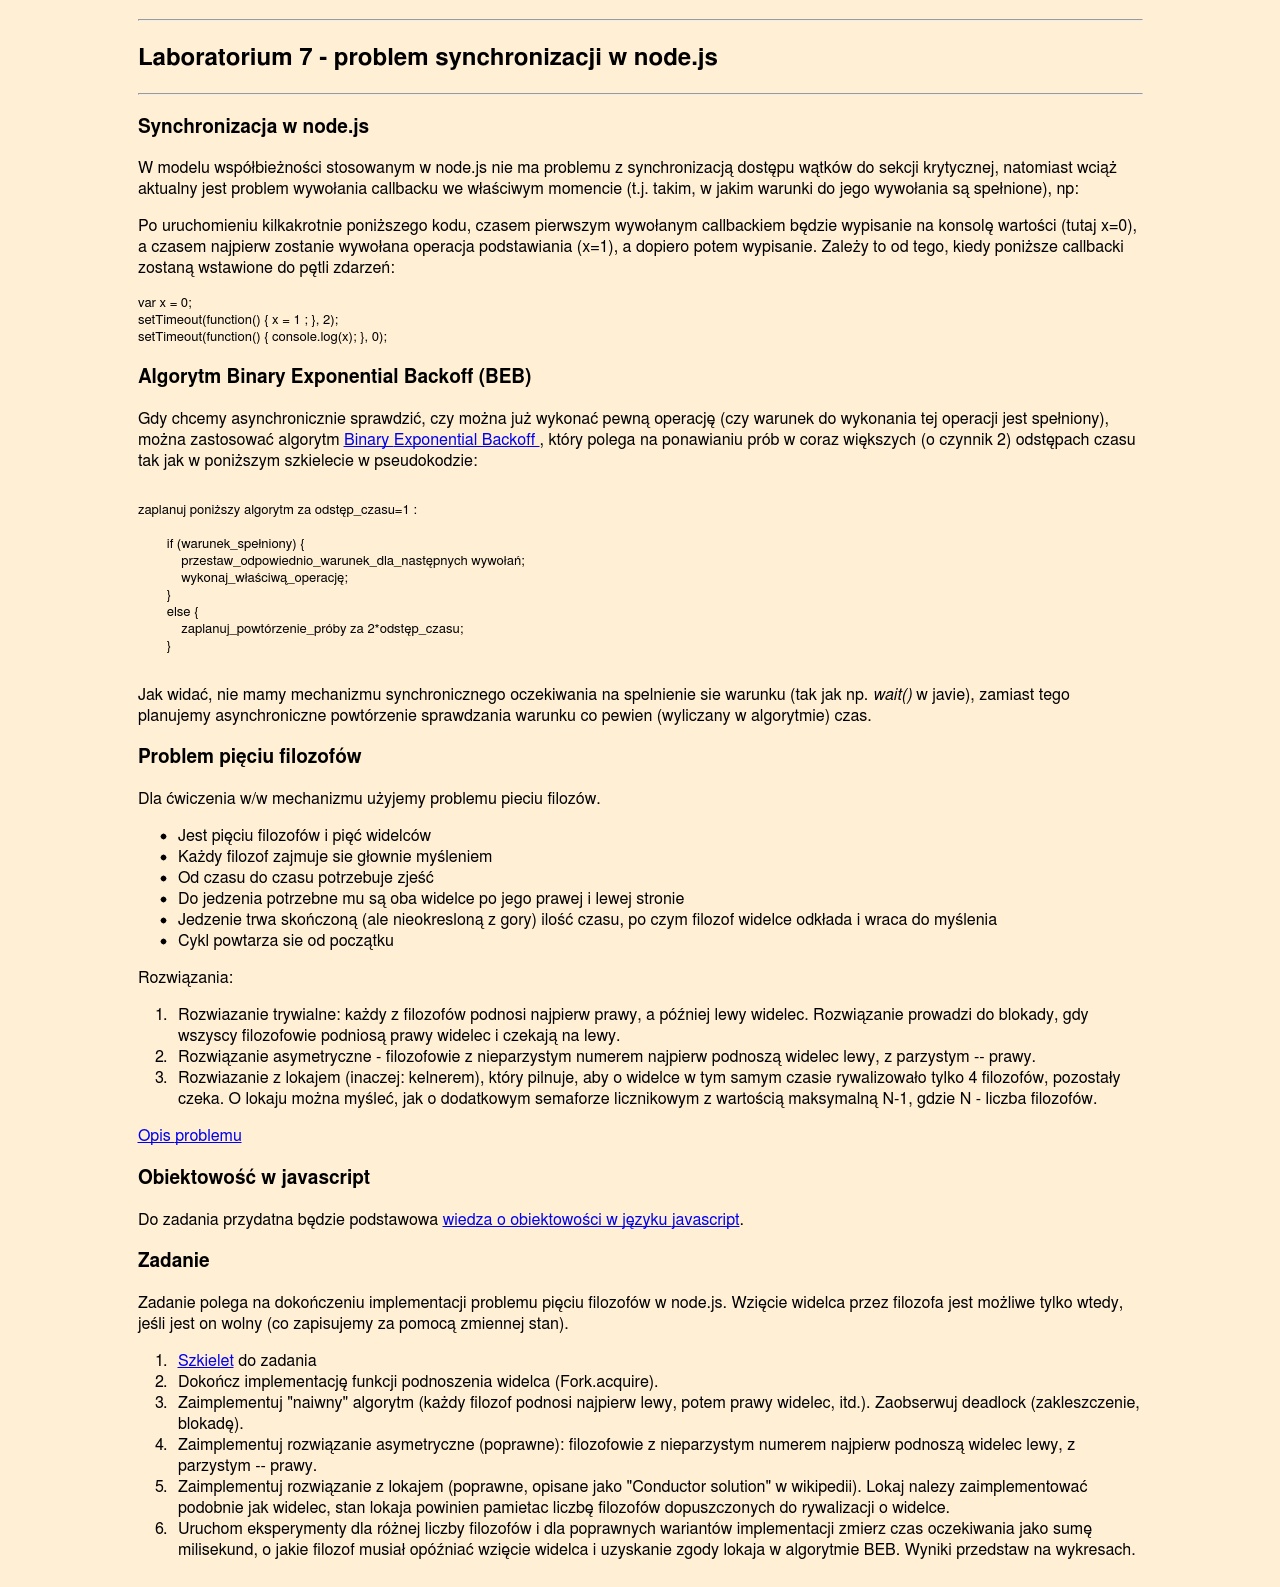 Laboratorium 7 - problem synchronizacji w node.js
Synchronizacja w node.js
W modelu współbieżności stosowanym w node.js nie ma problemu z synchronizacją dostępu wątków do sekcji krytycznej, natomiast wciąż
aktualny jest problem wywołania callbacku we właściwym momencie (t.j. takim, w jakim warunki do jego wywołania są spełnione), np:
Po uruchomieniu kilkakrotnie poniższego kodu, czasem pierwszym wywołanym callbackiem będzie wypisanie na konsolę wartości (tutaj x=0),
a czasem najpierw zostanie wywołana operacja podstawiania (x=1), a dopiero potem wypisanie. Zależy to od tego, kiedy poniższe callbacki
zostaną wstawione do pętli zdarzeń:
var x = 0;
setTimeout(function() { x = 1 ; }, 2);
setTimeout(function() { console.log(x); }, 0);
Algorytm Binary Exponential Backoff (BEB)
Gdy chcemy asynchronicznie sprawdzić, czy można już wykonać pewną operację (czy warunek do wykonania tej operacji jest spełniony),
można zastosować algorytm Binary Exponential Backoff , który polega na ponawianiu prób w coraz większych (o czynnik 2) odstępach czasu
tak jak w poniższym szkielecie w pseudokodzie:
zaplanuj poniższy algorytm za odstęp_czasu=1 :
if (warunek_spełniony) {
przestaw_odpowiednio_warunek_dla_następnych wywołań;
wykonaj_właściwą_operację;
}
else {
zaplanuj_powtórzenie_próby za 2*odstęp_czasu;
}
Jak widać, nie mamy mechanizmu synchronicznego oczekiwania na spelnienie sie warunku (tak jak np. wait() w javie), zamiast tego
planujemy asynchroniczne powtórzenie sprawdzania warunku co pewien (wyliczany w algorytmie) czas.
Problem pięciu filozofów
Dla ćwiczenia w/w mechanizmu użyjemy problemu pieciu filozów.
• Jest pięciu filozofów i pięć widelców
• Każdy filozof zajmuje sie głownie myśleniem
• Od czasu do czasu potrzebuje zjeść
• Do jedzenia potrzebne mu są oba widelce po jego prawej i lewej stronie
• Jedzenie trwa skończoną (ale nieokresloną z gory) ilość czasu, po czym filozof widelce odkłada i wraca do myślenia
• Cykl powtarza sie od początku
Rozwiązania:
1. Rozwiazanie trywialne: każdy z filozofów podnosi najpierw prawy, a później lewy widelec. Rozwiązanie prowadzi do blokady, gdy
wszyscy filozofowie podniosą prawy widelec i czekają na lewy.
2. Rozwiązanie asymetryczne - filozofowie z nieparzystym numerem najpierw podnoszą widelec lewy, z parzystym -- prawy.
3. Rozwiazanie z lokajem (inaczej: kelnerem), który pilnuje, aby o widelce w tym samym czasie rywalizowało tylko 4 filozofów, pozostały
czeka. O lokaju można myśleć, jak o dodatkowym semaforze licznikowym z wartością maksymalną N-1, gdzie N - liczba filozofów.
Opis problemu
Obiektowość w javascript
Do zadania przydatna będzie podstawowa wiedza o obiektowości w języku javascript.
Zadanie
Zadanie polega na dokończeniu implementacji problemu pięciu filozofów w node.js. Wzięcie widelca przez filozofa jest możliwe tylko wtedy,
jeśli jest on wolny (co zapisujemy za pomocą zmiennej stan).
1. Szkielet do zadania
2. Dokończ implementację funkcji podnoszenia widelca (Fork.acquire).
3. Zaimplementuj "naiwny" algorytm (każdy filozof podnosi najpierw lewy, potem prawy widelec, itd.). Zaobserwuj deadlock (zakleszczenie,
blokadę).
4. Zaimplementuj rozwiązanie asymetryczne (poprawne): filozofowie z nieparzystym numerem najpierw podnoszą widelec lewy, z
parzystym -- prawy.
5. Zaimplementuj rozwiązanie z lokajem (poprawne, opisane jako "Conductor solution" w wikipedii). Lokaj nalezy zaimplementować
podobnie jak widelec, stan lokaja powinien pamietac liczbę filozofów dopuszczonych do rywalizacji o widelce.
6. Uruchom eksperymenty dla różnej liczby filozofów i dla poprawnych wariantów implementacji zmierz czas oczekiwania jako sumę
milisekund, o jakie filozof musiał opóźniać wzięcie widelca i uzyskanie zgody lokaja w algorytmie BEB. Wyniki przedstaw na wykresach.